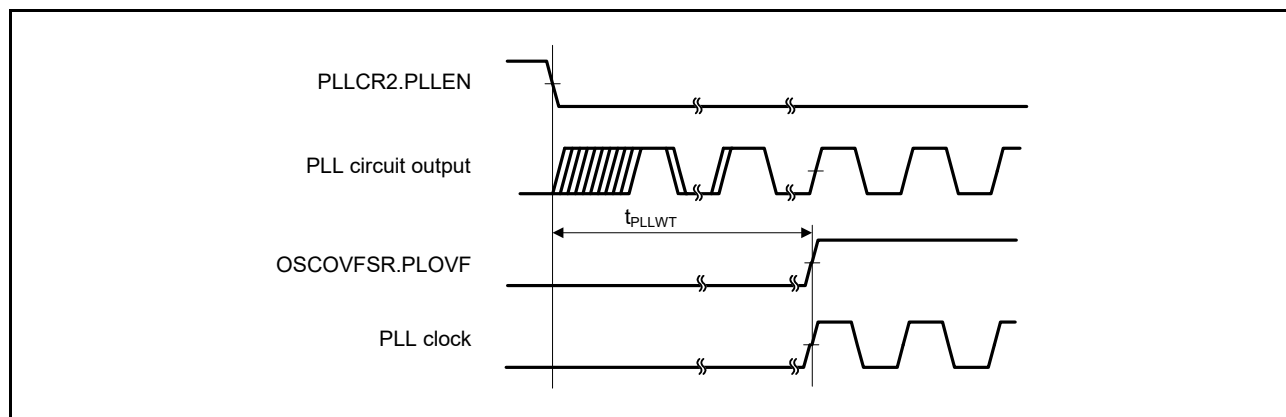 PLLCR2.PLLEN
PLL circuit output
tPLLWT
OSCOVFSR.PLOVF
PLL clock